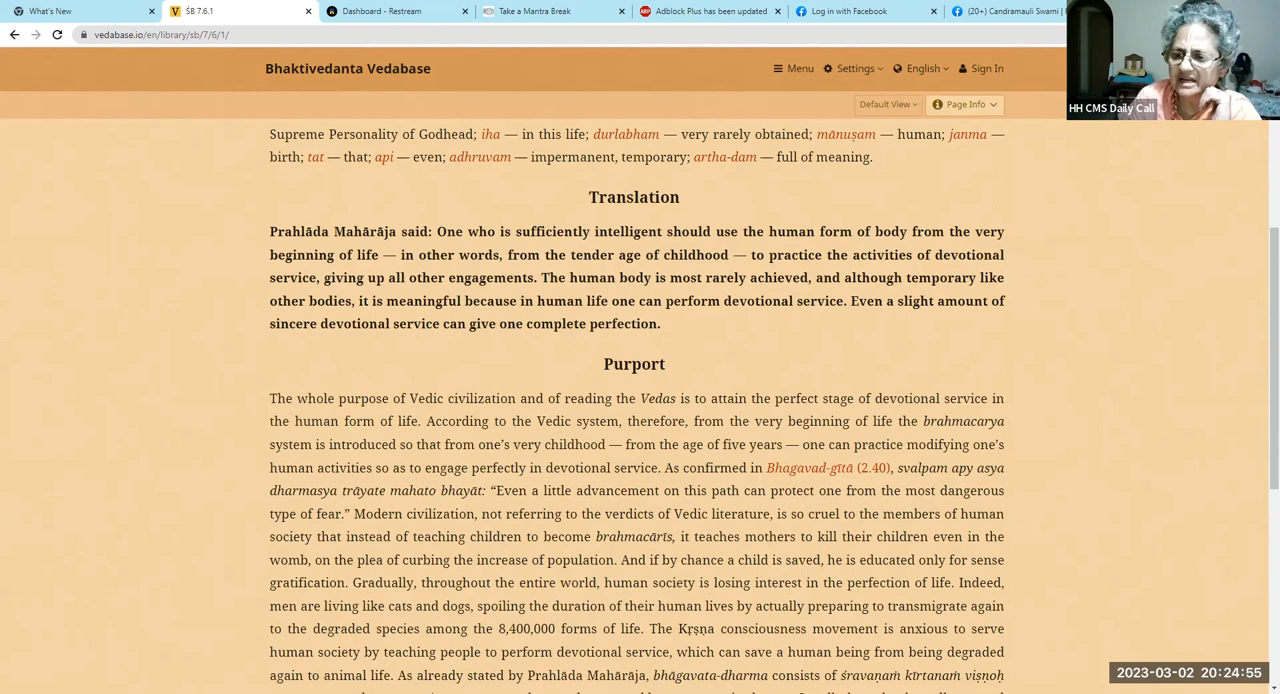 What's New
ŚB 7.6.1
Dashboard - Restream
Take a Mantra Break
Adblock Plus has been updated
Log in with Facebook
(20+) Candramauli Swami |
vedabase.io/en/library/sb/7/6/1/
Bhaktivedanta Vedabase
Menu Settings English Sign In
Default View Page Info
HH CMS Daily Call
Supreme Personality of Godhead; iha — in this life; durlabham — very rarely obtained; mānuṣam — human; janma —
birth; tat — that; api — even; adhruvam — impermanent, temporary; artha-dam — full of meaning.
Translation
Prahlāda Mahārāja said: One who is sufficiently intelligent should use the human form of body from the very
beginning of life — in other words, from the tender age of childhood — to practice the activities of devotional
service, giving up all other engagements. The human body is most rarely achieved, and although temporary like
other bodies, it is meaningful because in human life one can perform devotional service. Even a slight amount of
sincere devotional service can give one complete perfection.
Purport
The whole purpose of Vedic civilization and of reading the Vedas is to attain the perfect stage of devotional service in
the human form of life. According to the Vedic system, therefore, from the very beginning of life the brahmacarya
system is introduced so that from one's very childhood — from the age of five years — one can practice modifying one's
human activities so as to engage perfectly in devotional service. As confirmed in Bhagavad-gītā (2.40), svalpam apy asya
dharmasya trāyate mahato bhayāt: “Even a little advancement on this path can protect one from the most dangerous
type of fear.” Modern civilization, not referring to the verdicts of Vedic literature, is so cruel to the members of human
society that instead of teaching children to become brahmacārīs, it teaches mothers to kill their children even in the
womb, on the plea of curbing the increase of population. And if by chance a child is saved, he is educated only for sense
gratification. Gradually, throughout the entire world, human society is losing interest in the perfection of life. Indeed,
men are living like cats and dogs, spoiling the duration of their human lives by actually preparing to transmigrate again
to the degraded species among the 8,400,000 forms of life. The Kṛṣṇa consciousness movement is anxious to serve
human society by teaching people to perform devotional service, which can save a human being from being degraded
again to animal life. As already stated by Prahlāda Mahārāja, bhāgavata-dharma consists of śravaṇaṁ kīrtanaṁ viṣṇoḥ
2023-03-02 20:24:55